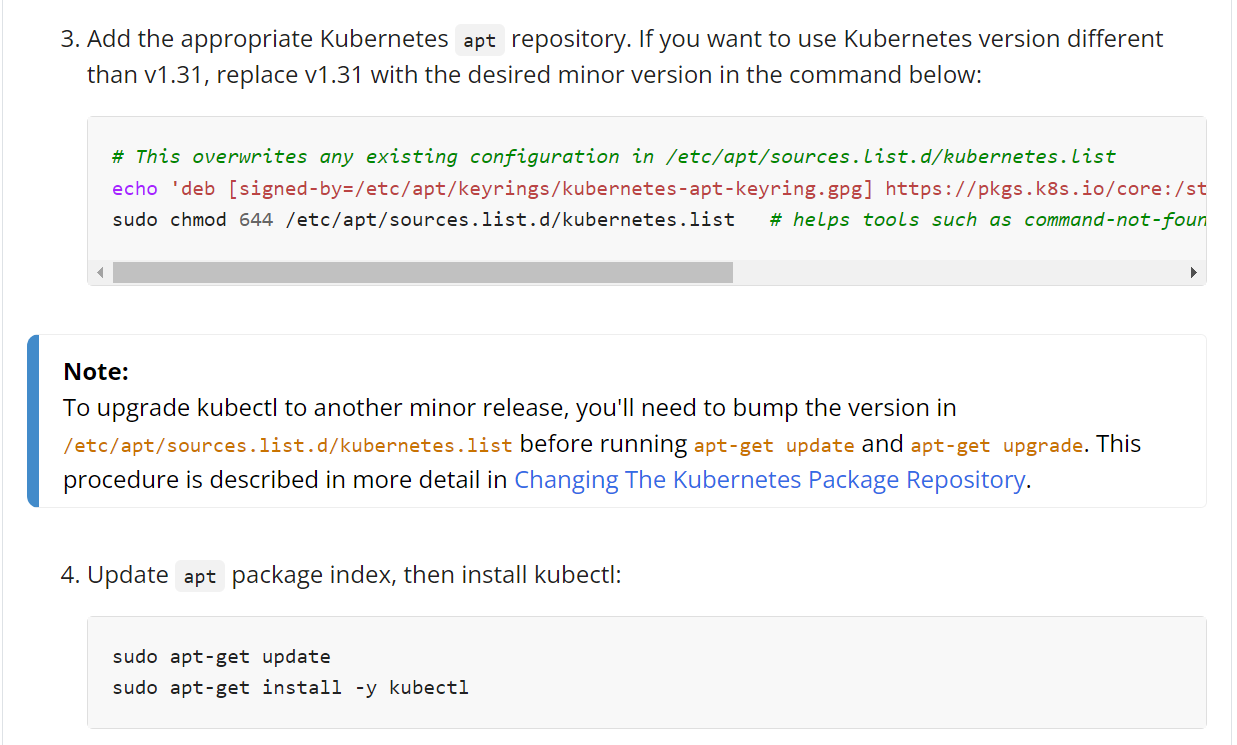 3. Add the appropriate Kubernetes apt repository. If you want to use Kubernetes version different
than v1.31, replace v1.31 with the desired minor version in the command below:
# This overwrites any existing configuration in /etc/apt/sources.list.d/kubernetes.list
echo 'deb [signed-by=/etc/apt/keyrings/kubernetes-apt-keyring.gpg] https://pkgs.k8s.io/core:/st
sudo chmod 644 /etc/apt/sources.list.d/kubernetes.list   # helps tools such as command-not-foun
Note:
To upgrade kubectl to another minor release, you'll need to bump the version in
/etc/apt/sources.list.d/kubernetes.list before running apt-get update and apt-get upgrade. This
procedure is described in more detail in Changing The Kubernetes Package Repository.
4. Update apt package index, then install kubectl:
sudo apt-get update
sudo apt-get install -y kubectl